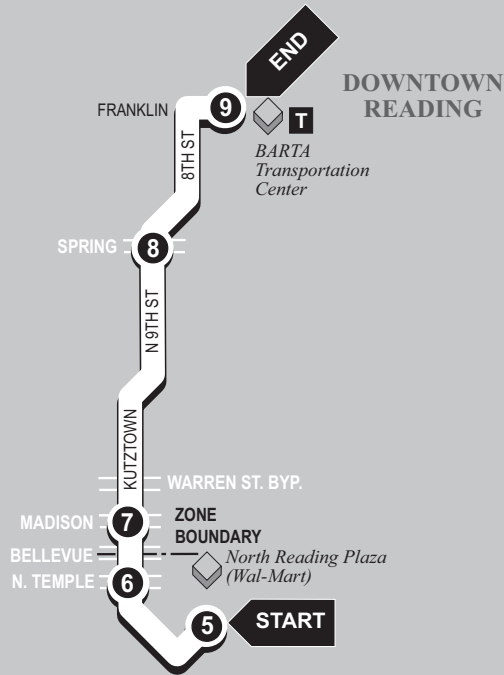 END
DOWNTOWN
READING
FRANKLIN
9
T
BARTA
Transportation
Center
8TH ST
SPRING
8
N 9TH ST
KUTZTOWN
WARREN ST. BYP.
MADISON
7
ZONE
BOUNDARY
BELLEVUE
North Reading Plaza
(Wal-Mart)
N. TEMPLE
6
5
START